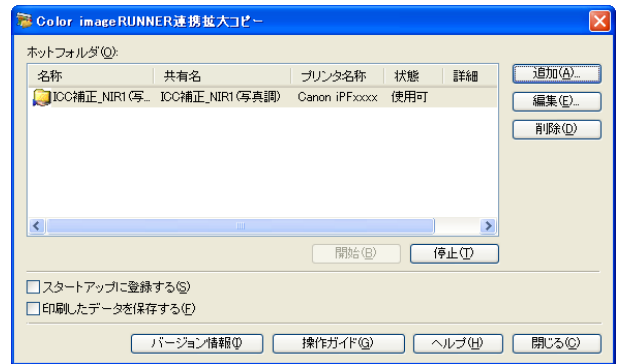 Color imageRUNNER連携拡大コピー
ホットフォルダ(O):
名称 共有名 プリンタ名称 状態 詳細
ICC補正_NIR1(写... ICC補正_NIR1(写真調) Canon iPFxxxx 使用可
追加(A)...
編集(E)...
削除(D)
開始(B) 停止(T)
スタートアップに登録する(S)
印刷したデータを保存する(F)
バージョン情報(I) 操作ガイド(G) ヘルプ(H) 閉じる(C)